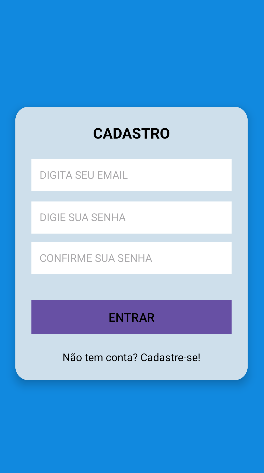 CADASTRO
DIGITA SEU EMAIL
DIGIE SUA SENHA
CONFIRME SUA SENHA
ENTRAR
Não tem conta? Cadastre-se!